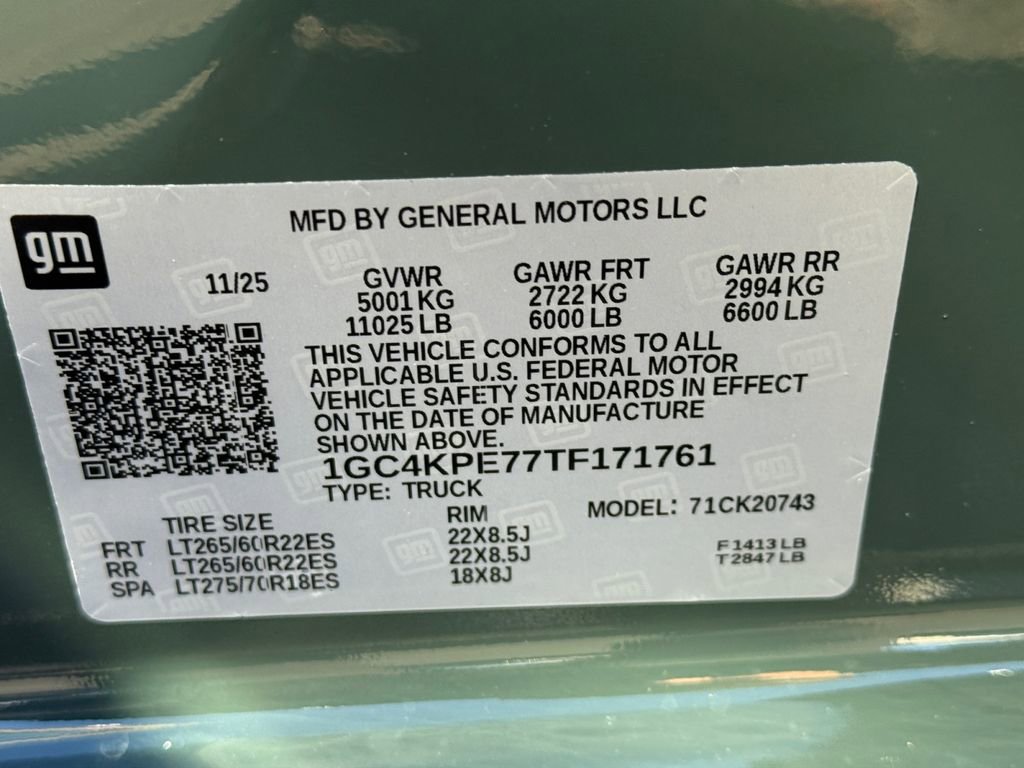 gm
MFD BY GENERAL MOTORS LLC
11/25
GVWR
5001 KG
11025 LB
GAWR FRT
2722 KG
6000 LB
GAWR RR
2994 KG
6600 LB
THIS VEHICLE CONFORMS TO ALL
APPLICABLE U.S. FEDERAL MOTOR
VEHICLE SAFETY STANDARDS IN EFFECT
ON THE DATE OF MANUFACTURE
SHOWN ABOVE.
1GC4KPE77TF171761
TYPE: TRUCK
MODEL: 71CK20743
TIRE SIZE RIM
FRT LT265/60R22ES 22X8.5J
RR LT265/60R22ES 22X8.5J
SPA LT275/70R18ES 18X8J
F1413 LB
T2847 LB